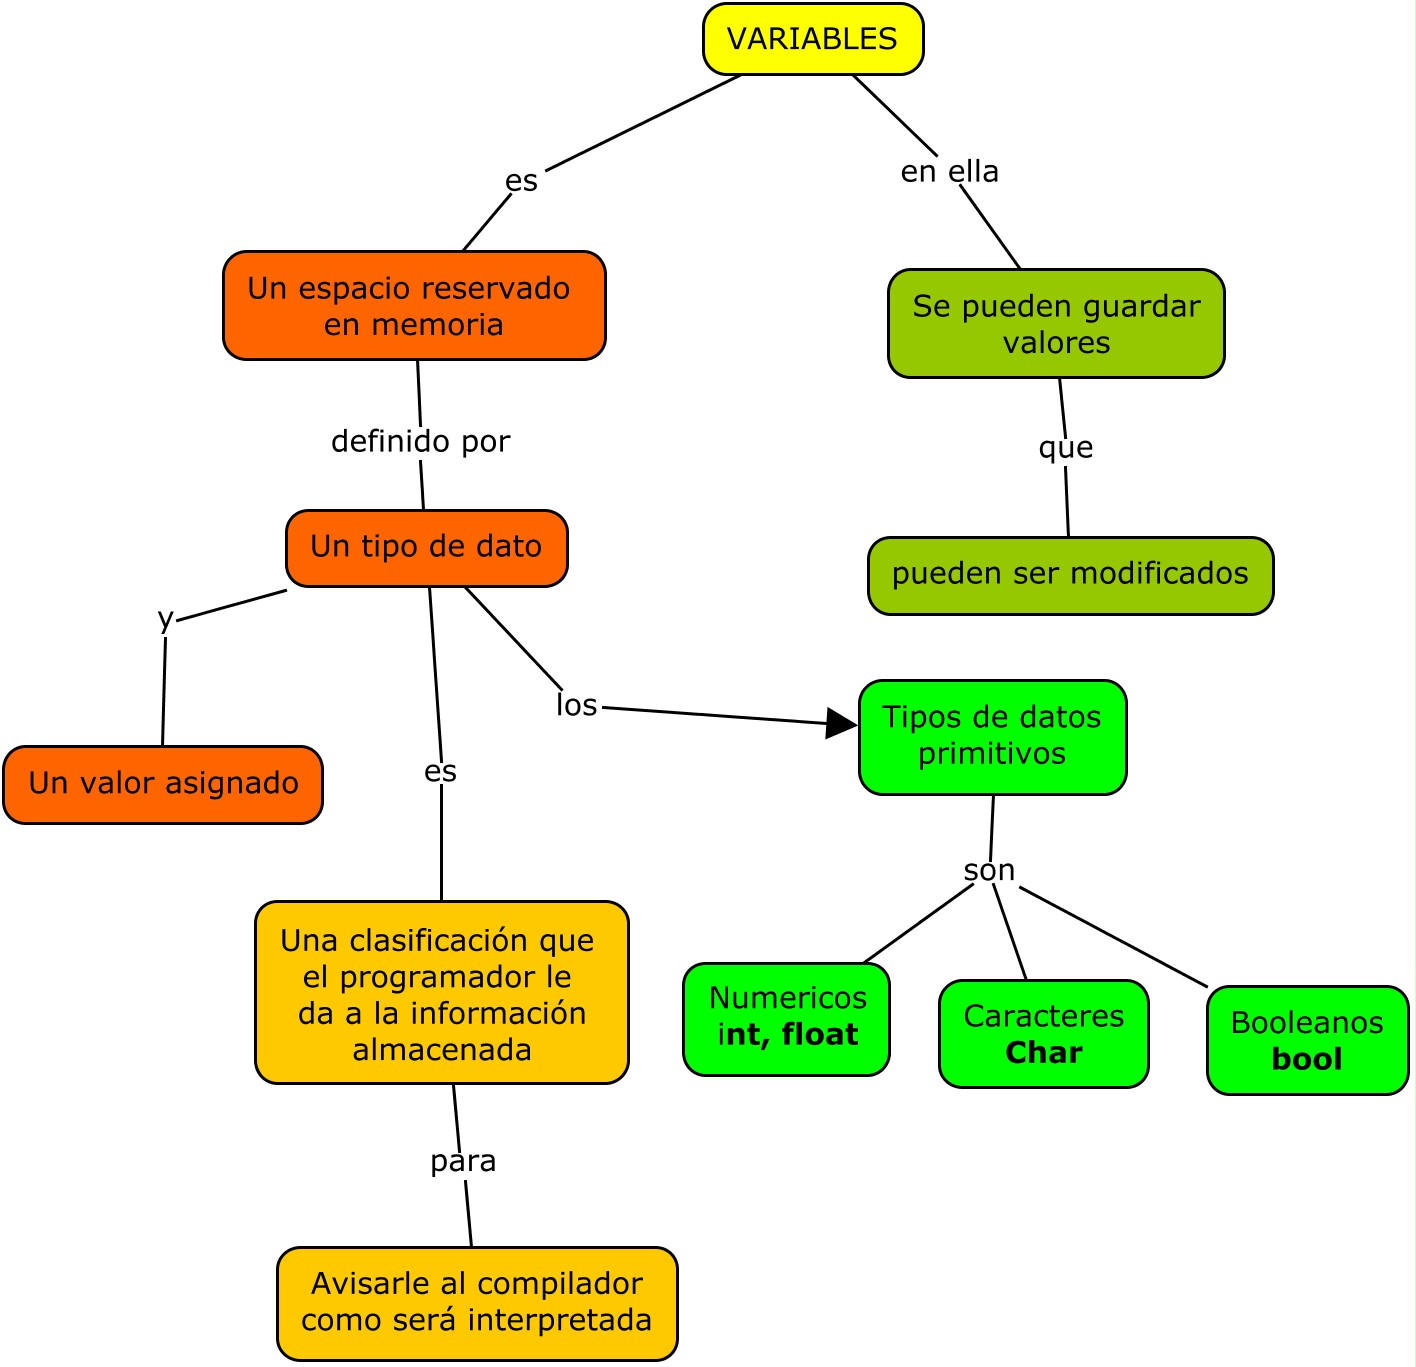 VARIABLES
es
en ella
Un espacio reservado
en memoria
Se pueden guardar
valores
definido por
que
Un tipo de dato
pueden ser modificados
y
los
Tipos de datos
primitivos
Un valor asignado
es
son
Una clasificación que
el programador le
da a la información
almacenada
Numericos
int, float
Caracteres
Char
Booleanos
bool
para
Avisarle al compilador
como será interpretada